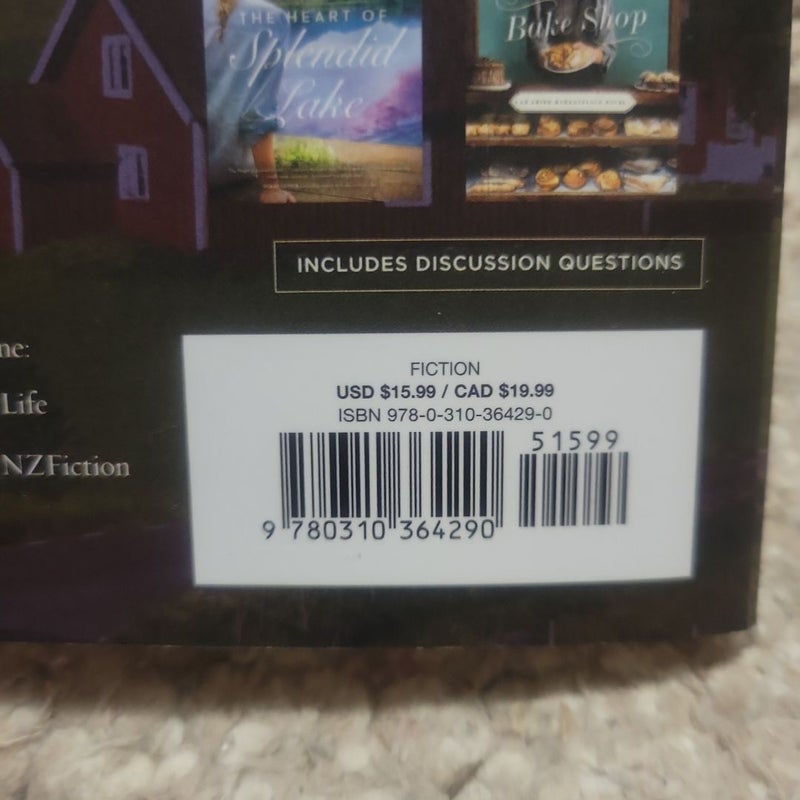 THE HEART OF
Splendid
Lake
Bake Shop
INCLUDES DISCUSSION QUESTIONS
ne:
Life
NZFiction
FICTION
USD $15.99 / CAD $19.99
ISBN 978-0-310-36429-0
51599
9 780310 364290